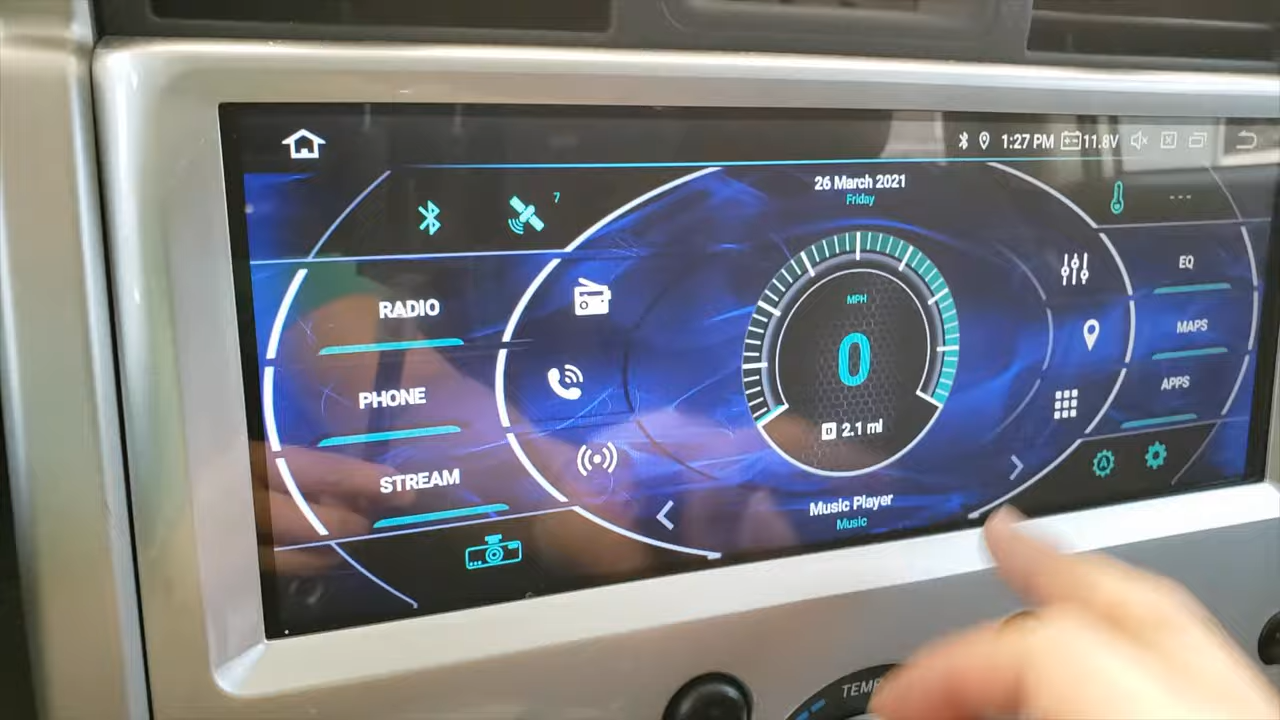 1:27 PM 11.8V
26 March 2021
Friday
7
---
RADIO
PHONE
STREAM
MPH
0
D 2.1 ml
Music Player
Music
EQ
MAPS
APPS
A
TEMP